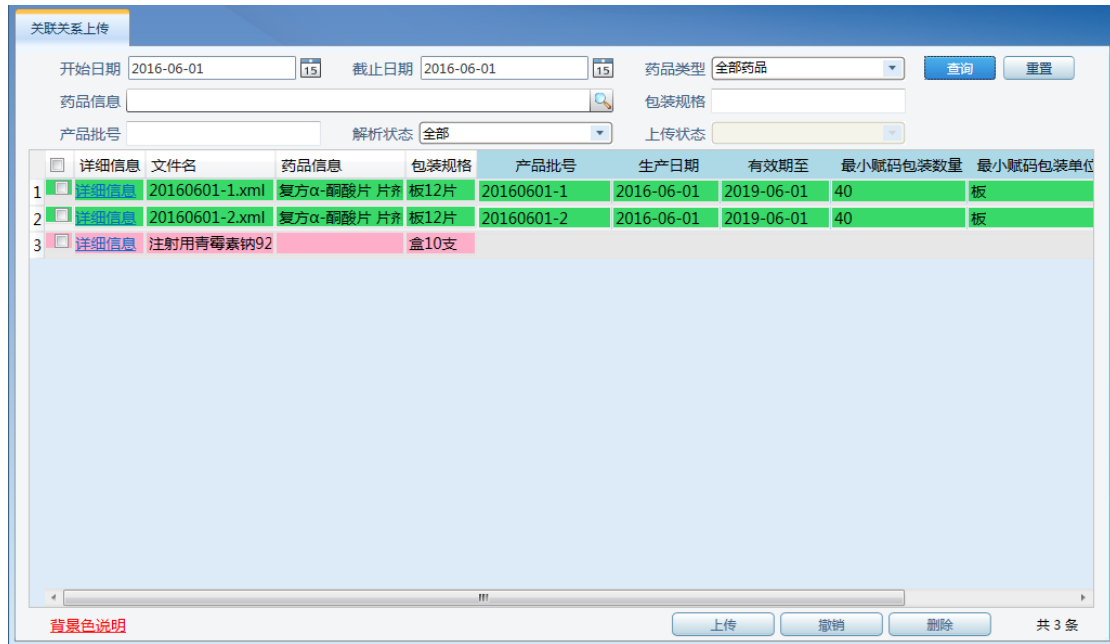 关联关系上传
开始日期 2016-06-01 15 截止日期 2016-06-01 15 药品类型 全部药品 查询 重置
药品信息 包装规格
产品批号 解析状态 全部 上传状态
详细信息 文件名 药品信息 包装规格 产品批号 生产日期 有效期至 最小赋码包装数量 最小赋码包装单位
1 详细信息 20160601-1.xml 复方α-酮酸片 片剂 板12片 20160601-1 2016-06-01 2019-06-01 40 板
2 详细信息 20160601-2.xml 复方α-酮酸片 片剂 板12片 20160601-2 2016-06-01 2019-06-01 40 板
3 详细信息 注射用青霉素钠92 盒10支
背景色说明 上传 撤销 删除 共 3 条